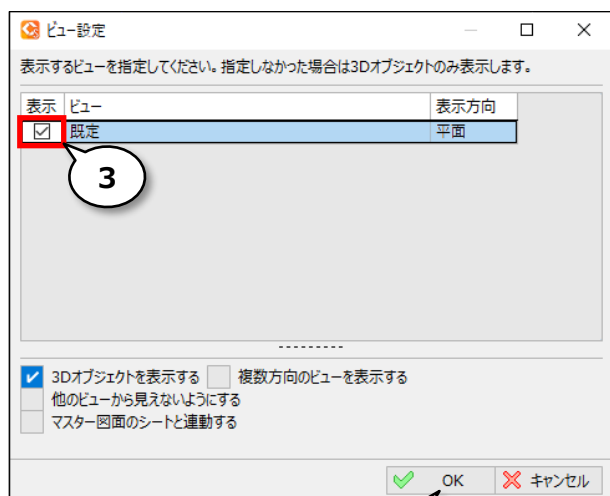 ビュー設定
表示するビューを指定してください。指定しなかった場合は3Dオブジェクトのみ表示します。
表示 ビュー 表示方向
既定 平面
3
3Dオブジェクトを表示する 複数方向のビューを表示する
他のビューから見えないようにする
マスター図面のシートと連動する
OK キャンセル